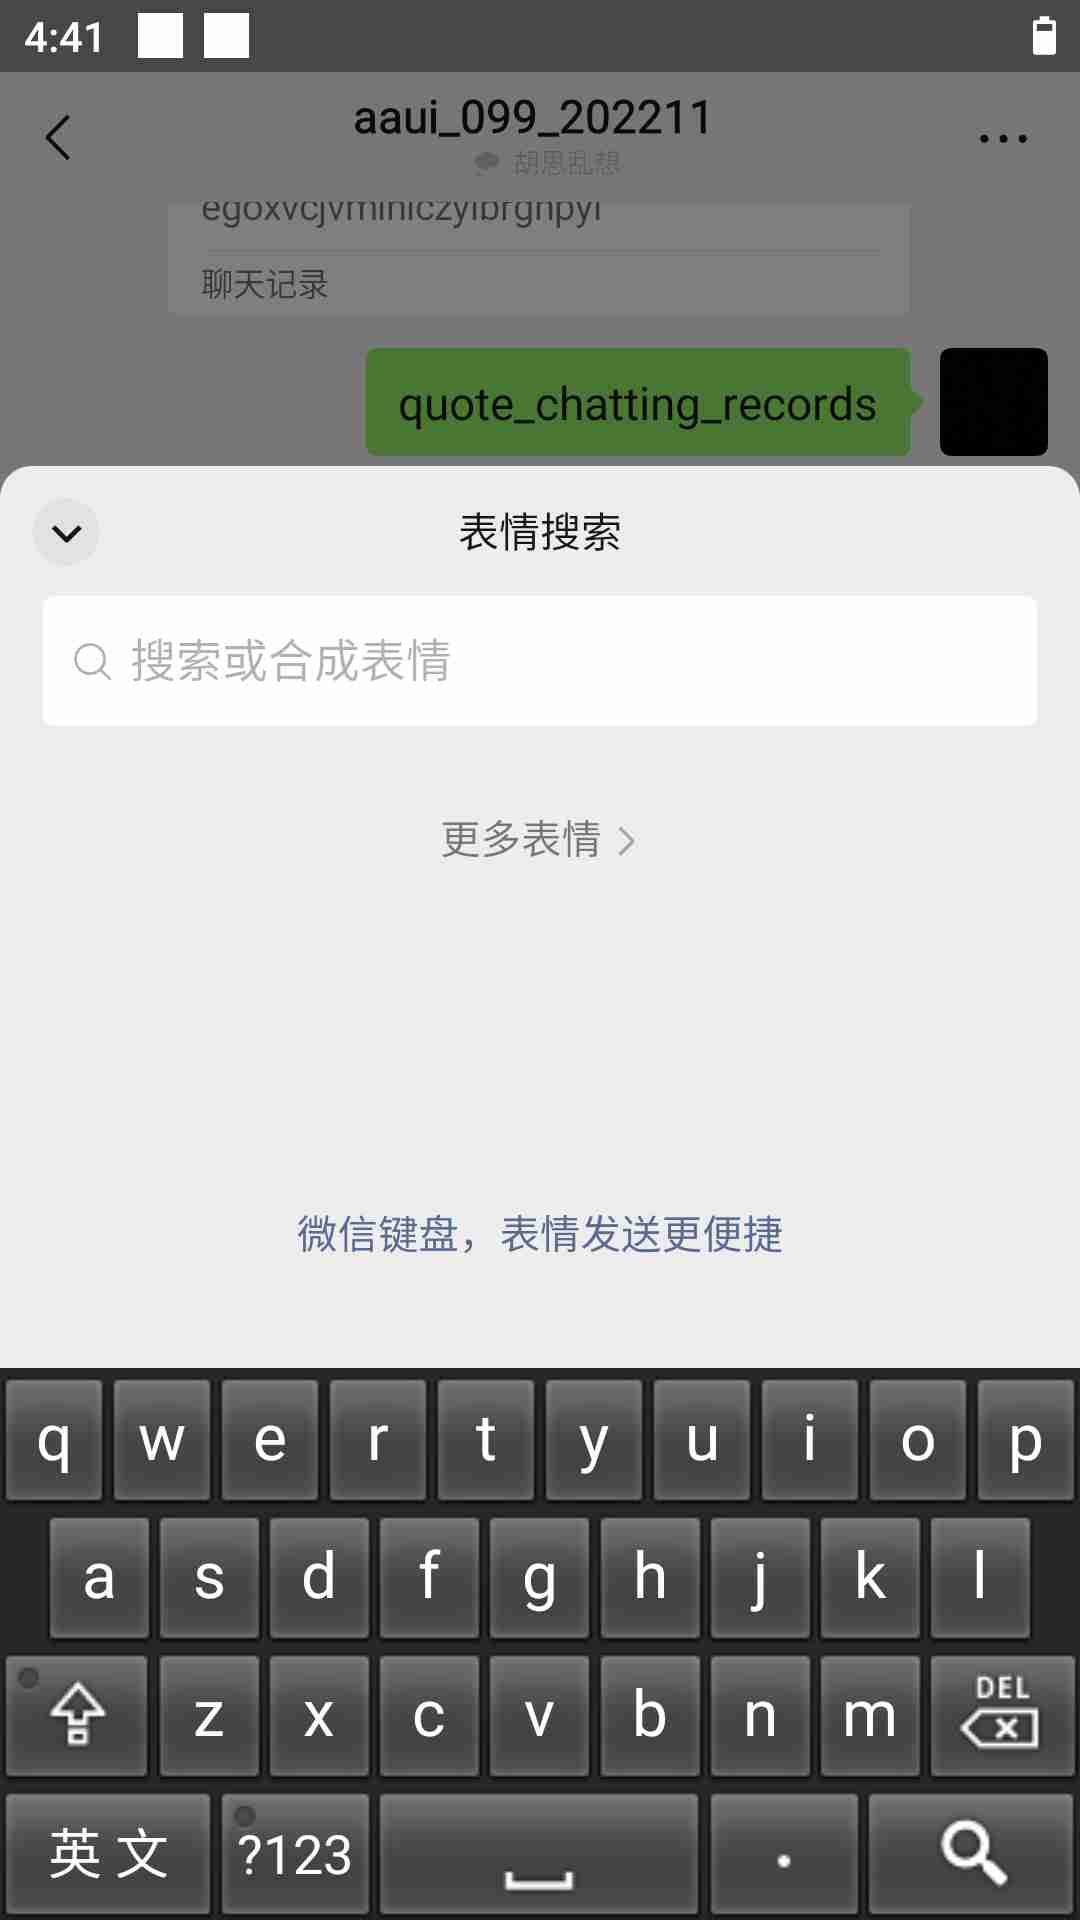 4:41
aaui_099_202211
胡思乱想
聊天记录
quote_chatting_records
表情搜索
搜索或合成表情
更多表情
微信键盘，表情发送更便捷
q w e r t y u i o p
a s d f g h j k l
z x c v b n m DEL
英文 ?123 .